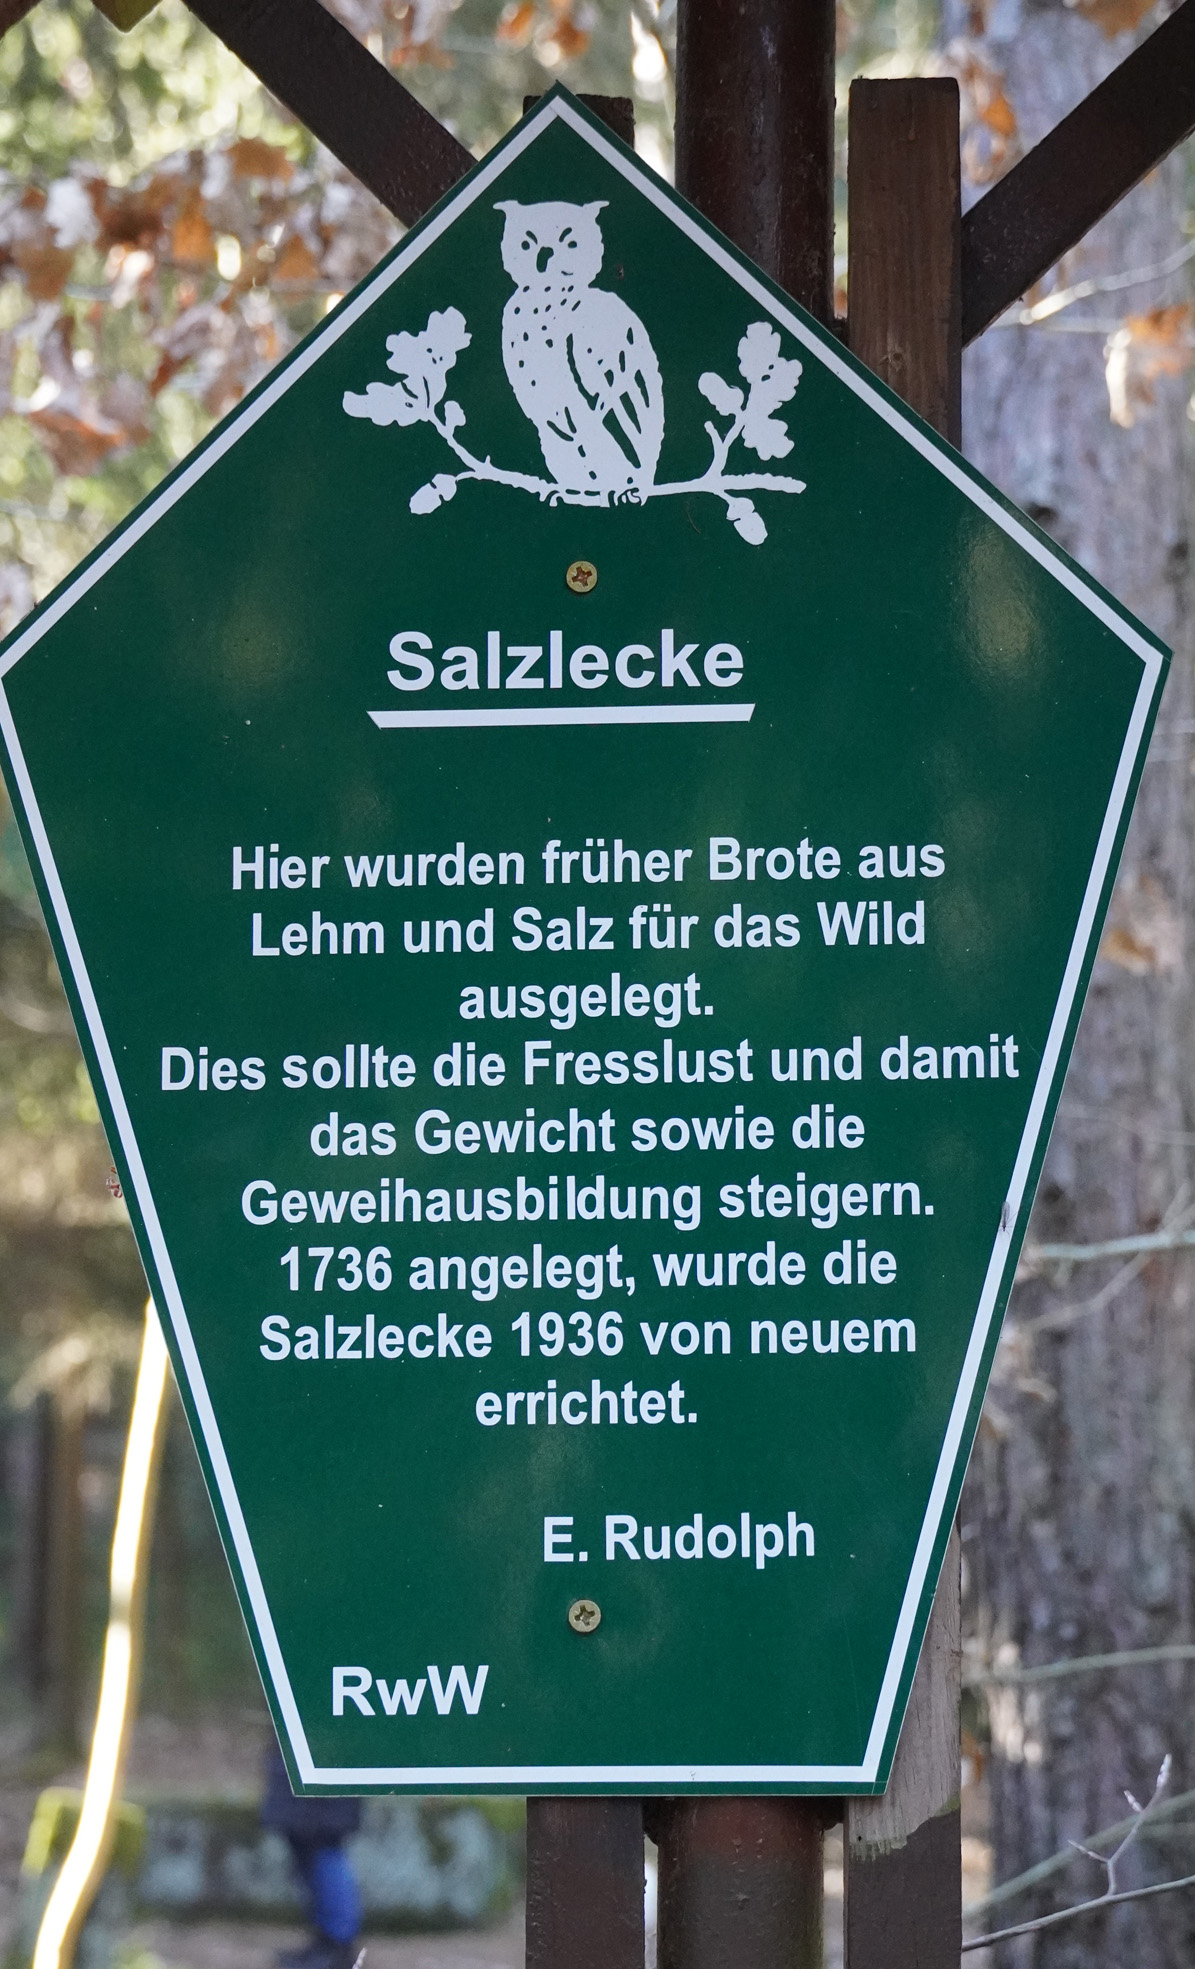 Salzlecke
Hier wurden früher Brote aus
Lehm und Salz für das Wild
ausgelegt.
Dies sollte die Fresslust und damit
das Gewicht sowie die
Geweihausbildung steigern.
1736 angelegt, wurde die
Salzlecke 1936 von neuem
errichtet.
E. Rudolph
RwW